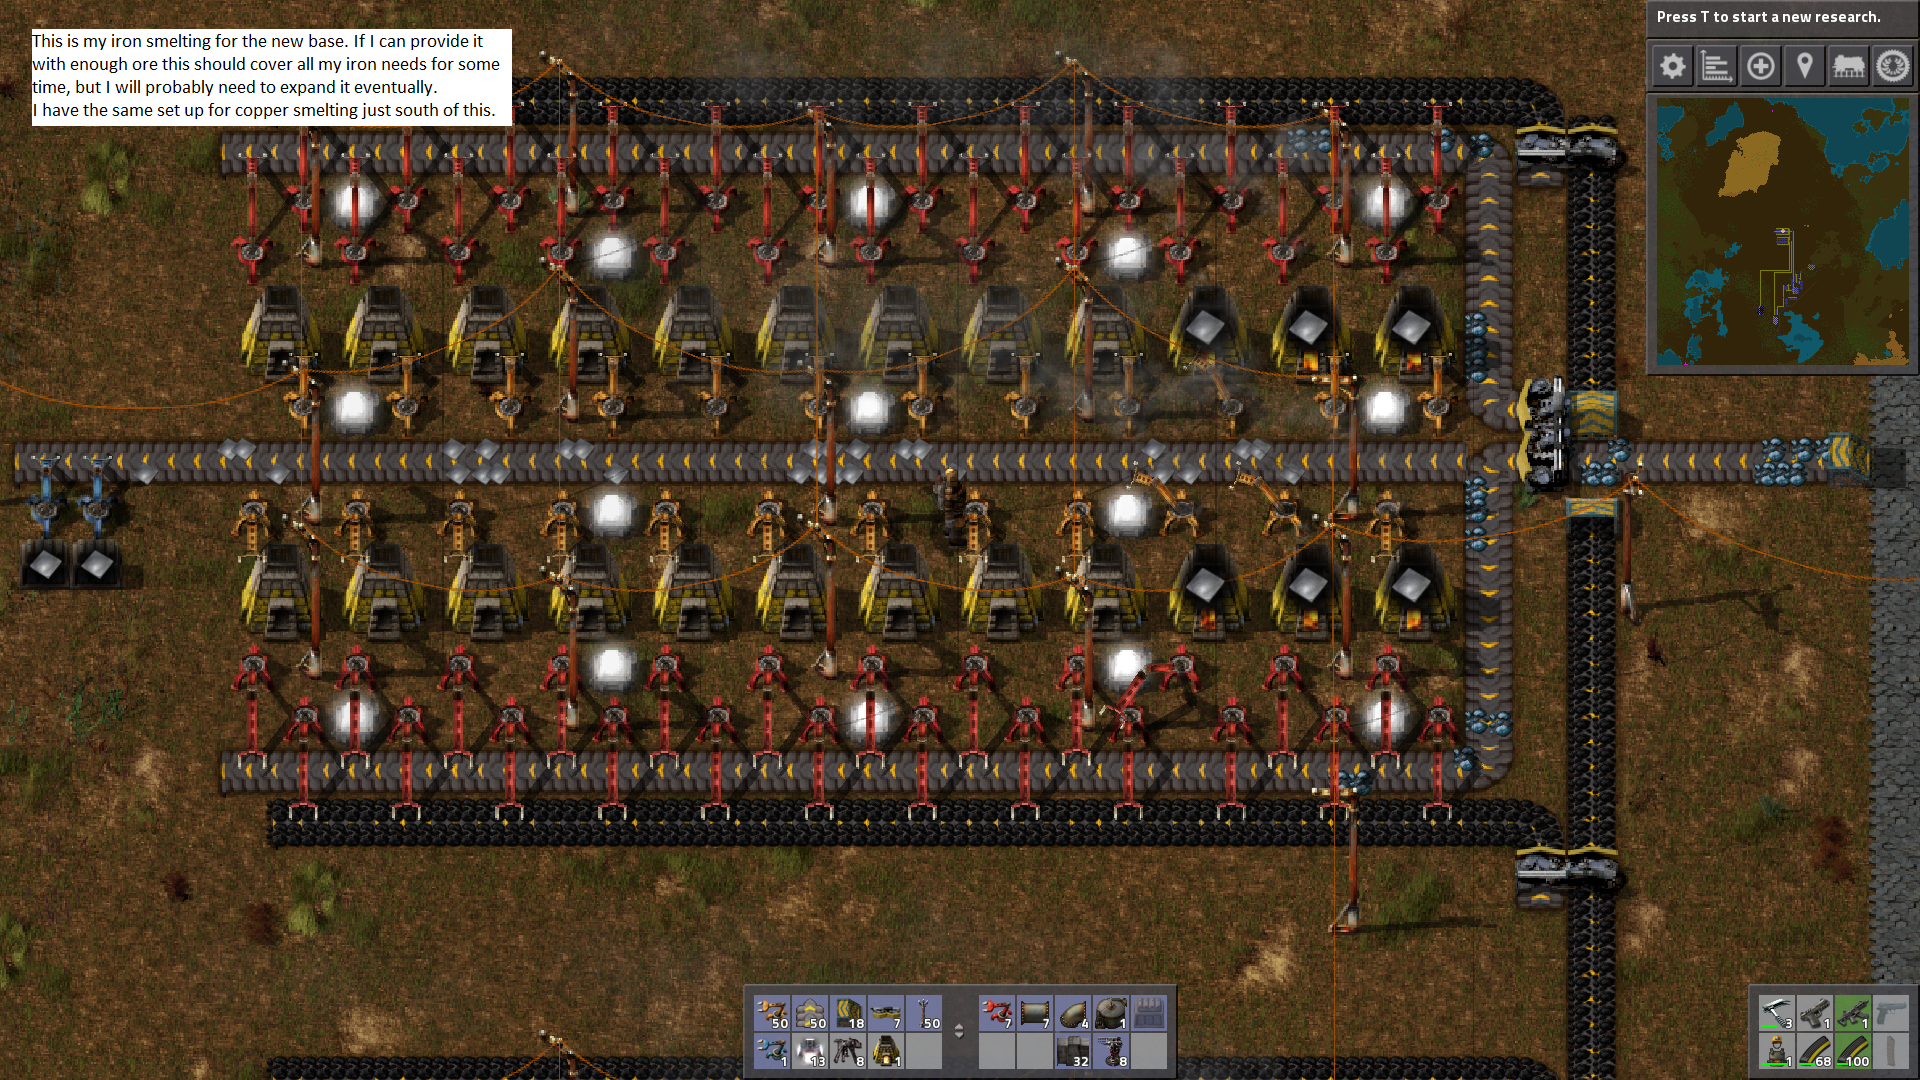 This is my iron smelting for the new base. If I can provide it
with enough ore this should cover all my iron needs for some
time, but I will probably need to expand it eventually.
I have the same set up for copper smelting just south of this.
Press T to start a new research.
50 50 18 7 50 7 7 4 1
1 13 8 1 32 8
3 1 1
1 68 100